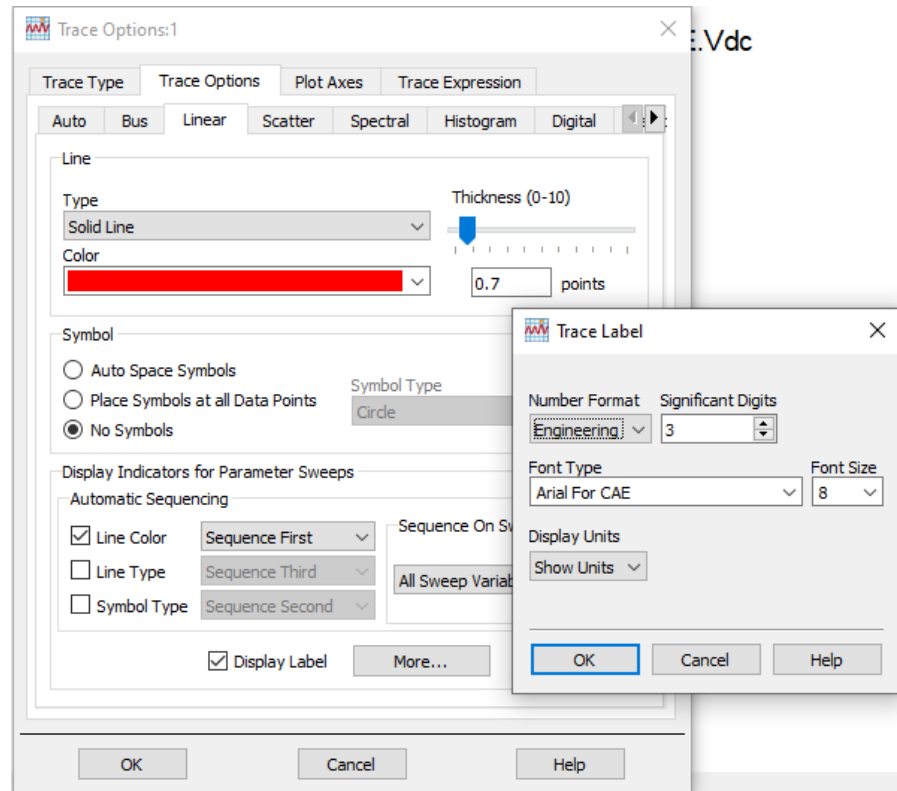 Trace Options:1
E.Vdc
Trace Type Trace Options Plot Axes Trace Expression
Auto Bus Linear Scatter Spectral Histogram Digital
Line
Type
Thickness (0-10)
Solid Line
Color
0.7 points
Symbol
Auto Space Symbols
Place Symbols at all Data Points
No Symbols
Symbol Type
Circle
Display Indicators for Parameter Sweeps
Automatic Sequencing
Line Color Sequence First
Line Type Sequence Third
Symbol Type Sequence Second
Sequence On
All Sweep
Display Label More...
OK Cancel Help
Trace Label
Number Format Significant Digits
Engineering 3
Font Type Font Size
Arial For CAE 8
Display Units
Show Units
OK Cancel Help